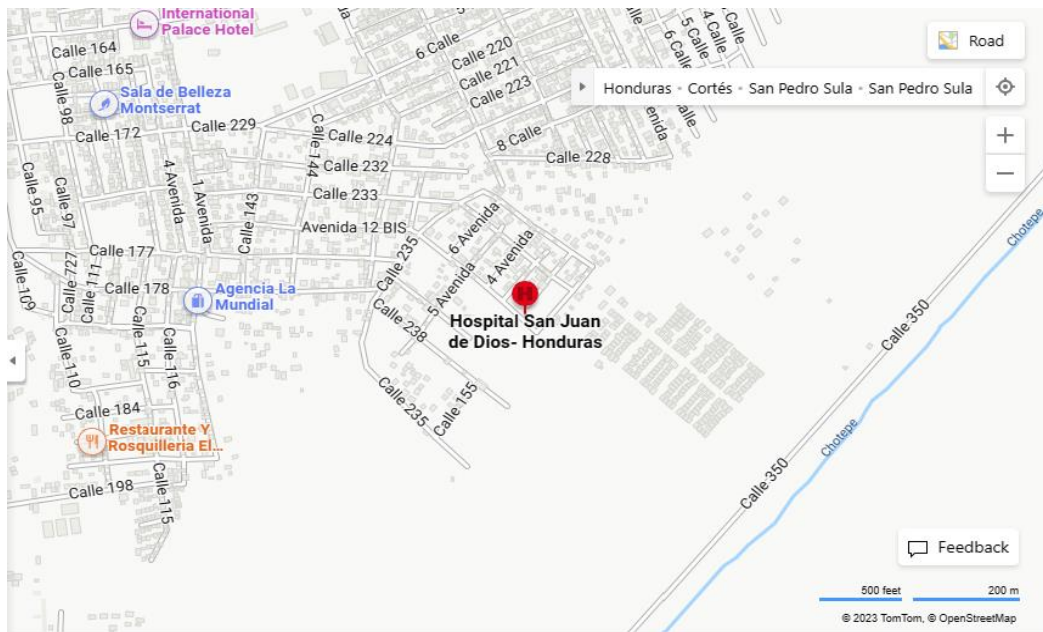 International
Palace Hotel
Calle 164
Calle 165
Calle 98
Sala de Belleza
Montserrat
Calle 172
Calle 229
6 Calle
Calle 220
Calle 221
Calle 223
5 Calle
6 Calle
Calle
Avenida
8 Calle
Calle 228
Road
Honduras · Cortés · San Pedro Sula · San Pedro Sula
Calle 224
Calle 144
Calle 232
Calle 233
Calle 95
Calle 97
4 Avenida
1 Avenida
Calle 143
Avenida 12 BIS
Calle 235
6 Avenida
4 Avenida
5 Avenida
Chotepe
Calle 177
Calle 109
Calle 727
Calle 111
Calle 178
Agencia La
Mundial
Calle 238
Hospital San Juan
de Dios- Honduras
Calle 350
Calle 110
Calle 115
Calle 116
Calle 184
Calle 235
Calle 155
Restaurante Y
Rosquilleria El...
Chotepe
Calle 198
Calle 115
Calle 350
Feedback
500 feet
200 m
© 2023 TomTom, © OpenStreetMap